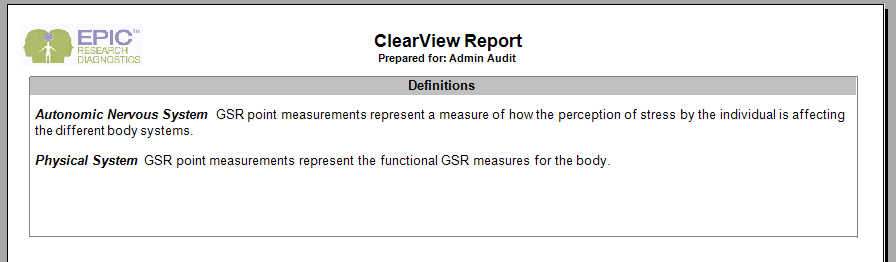 EPIC™
RESEARCH
DIAGNOSTICS
ClearView Report
Prepared for: Admin Audit
Definitions
Autonomic Nervous System GSR point measurements represent a measure of how the perception of stress by the individual is affecting
the different body systems.
Physical System GSR point measurements represent the functional GSR measures for the body.